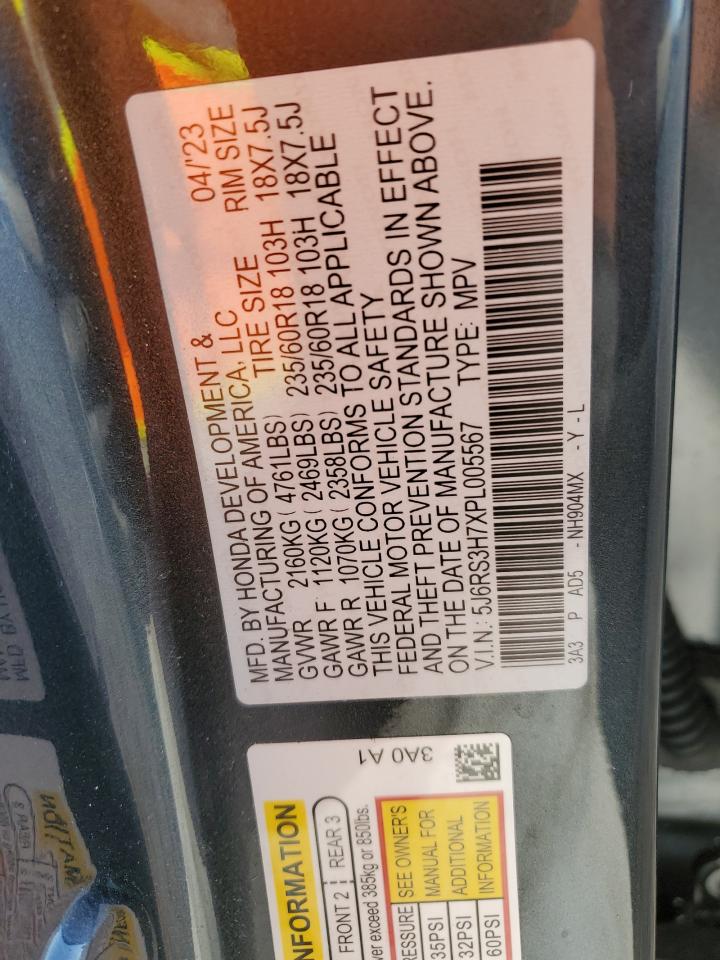 MFD. BY HONDA DEVELOPMENT & 04/'23
MANUFACTURING OF AMERICA, LLC
TIRE SIZE RIM SIZE
GVWR 2160KG (4761LBS)
GAWR F 1120KG (2469LBS) 235/60R18 103H 18X7.5J
GAWR R 1070KG (2358LBS) 235/60R18 103H 18X7.5J
THIS VEHICLE CONFORMS TO ALL APPLICABLE
FEDERAL MOTOR VEHICLE SAFETY
AND THEFT PREVENTION STANDARDS IN EFFECT
ON THE DATE OF MANUFACTURE SHOWN ABOVE.
V.I.N.: 5J6RS3H7XPL005567 TYPE: MPV
3A3 P AD5 -NH904MX -Y-L
3A0 A1
FRONT 2 REAR 3
exceed 385kg or 850lbs.
SEE OWNER'S
MANUAL FOR
ADDITIONAL
INFORMATION
35PSI
32PSI
60PSI